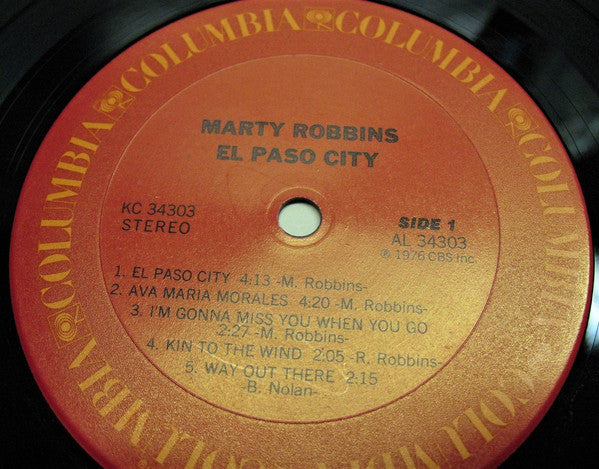 COLUMBIA COLUMBIA COLUMBIA COLUMBIA COLUMBIA COLUMBIA
MARTY ROBBINS
EL PASO CITY
KC 34303
STEREO
SIDE 1
AL 34303
℗ 1976 CBS Inc.
1. EL PASO CITY 4:13 -M. Robbins-
2. AVA MARIA MORALES 4:20 -M. Robbins-
3. I'M GONNA MISS YOU WHEN YOU GO
2:27 -M. Robbins-
4. KIN TO THE WIND 2:05 -R. Robbins-
5. WAY OUT THERE 2:15
-B. Nolan-